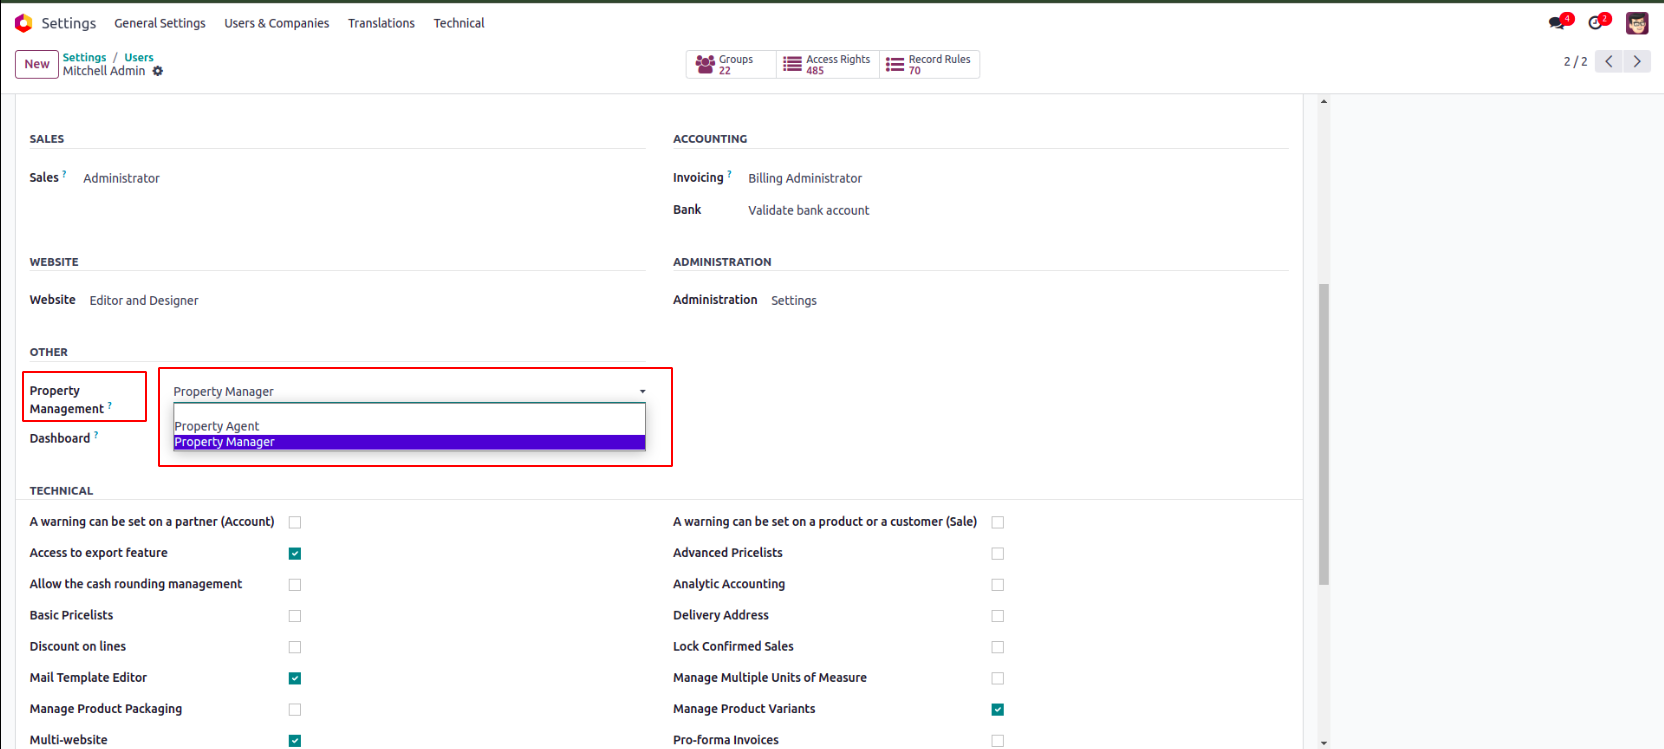 Settings General Settings Users & Companies Translations Technical 4 2
New Settings / Users
Mitchell Admin
Groups 22
Access Rights 485
Record Rules 70
2 / 2
SALES
Sales ? Administrator
ACCOUNTING
Invoicing ? Billing Administrator
Bank Validate bank account
WEBSITE
Website Editor and Designer
ADMINISTRATION
Administration Settings
OTHER
Property
Management ?
Property Manager
Property Agent
Property Manager
Dashboard ?
TECHNICAL
A warning can be set on a partner (Account)
A warning can be set on a product or a customer (Sale)
Access to export feature
Advanced Pricelists
Allow the cash rounding management
Analytic Accounting
Basic Pricelists
Delivery Address
Discount on lines
Lock Confirmed Sales
Mail Template Editor
Manage Multiple Units of Measure
Manage Product Packaging
Manage Product Variants
Multi-website
Pro-forma Invoices